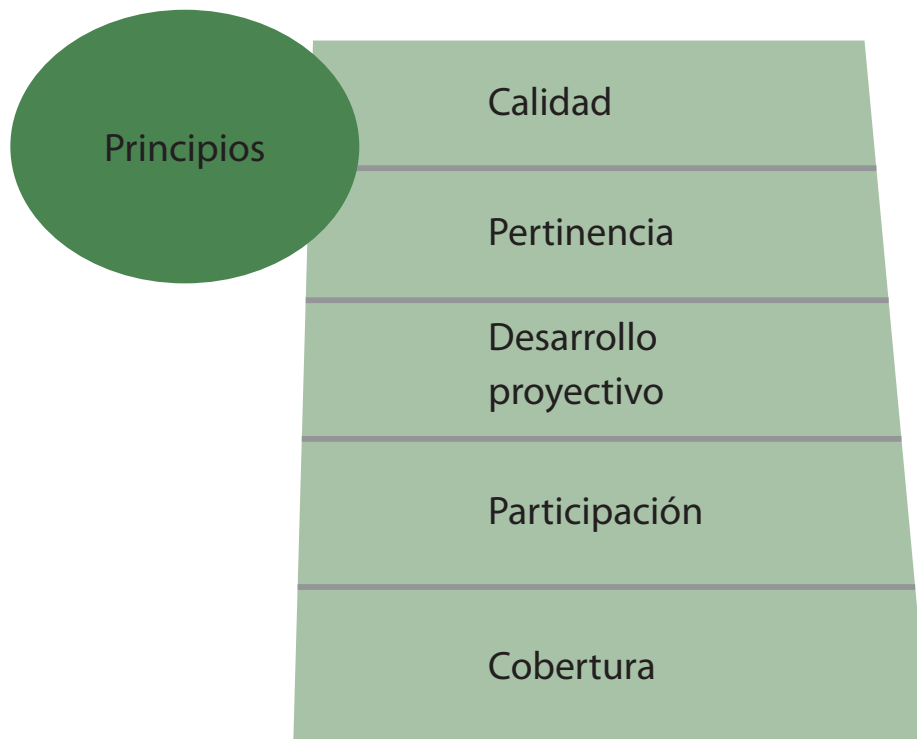 Principios
Calidad
Pertinencia
Desarrollo
proyectivo
Participación
Cobertura